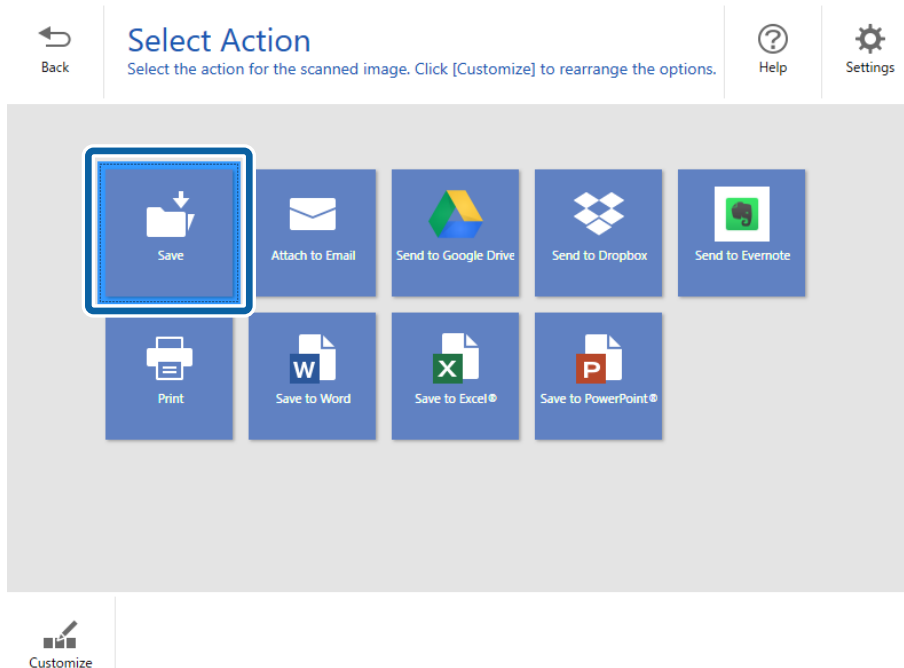 Back
Select Action
Select the action for the scanned image. Click [Customize] to rearrange the options.
Help
Settings
Save
Attach to Email
Send to Google Drive
Send to Dropbox
Send to Evernote
Print
W
Save to Word
X
Save to Excel®
P
Save to PowerPoint®
Customize